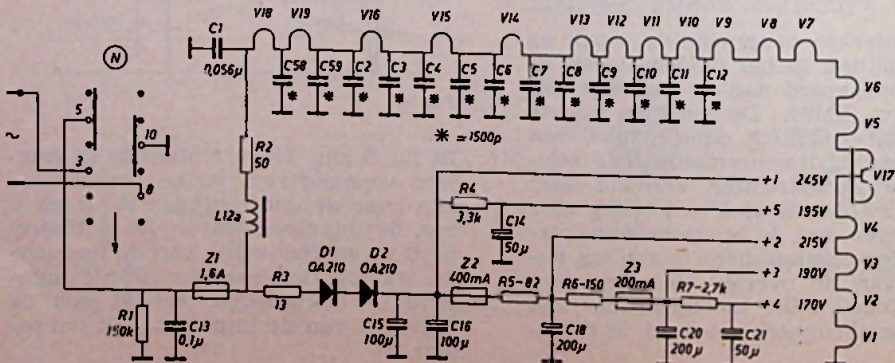 V18 V19 V16 V15 V14 V13 V12 V11 V10 V9 V8 V7
C1
0,056µ
N
C58 C59 C2 C3 C4 C5 C6 C7 C8 C9 C10 C11 C12
* * * * * * * * * * * * *
* = 1500p
V6
V5
V17
V4
V3
V2
V1
5
10
3
8
~
R2
50
L12a
R4
3,3k
C14
50µ
+1 245V
+5 195V
+2 215V
+3 190V
+4 170V
Z1
1,6A
R3
13
D1
OA210
D2
OA210
Z2
400mA
R5-82
R6-150
Z3
200mA
R7-2,7k
R1
150k
C13
0,1µ
C15
100µ
C16
100µ
C18
200µ
C20
200µ
C21
50µ